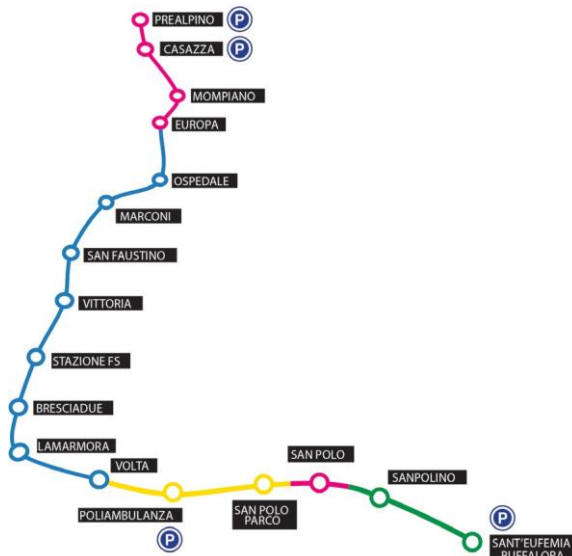 PREALPINO
P
CASAZZA
P
MOMPIANO
EUROPA
OSPEDALE
MARCONI
SAN FAUSTINO
VITTORIA
STAZIONE FS
BRESCIADUE
LAMARMORA
VOLTA
POLIAMBULANZA
P
SAN POLO
PARCO
SAN POLO
SANPOLINO
P
SANT'EUFEMIA
BUFFALORA